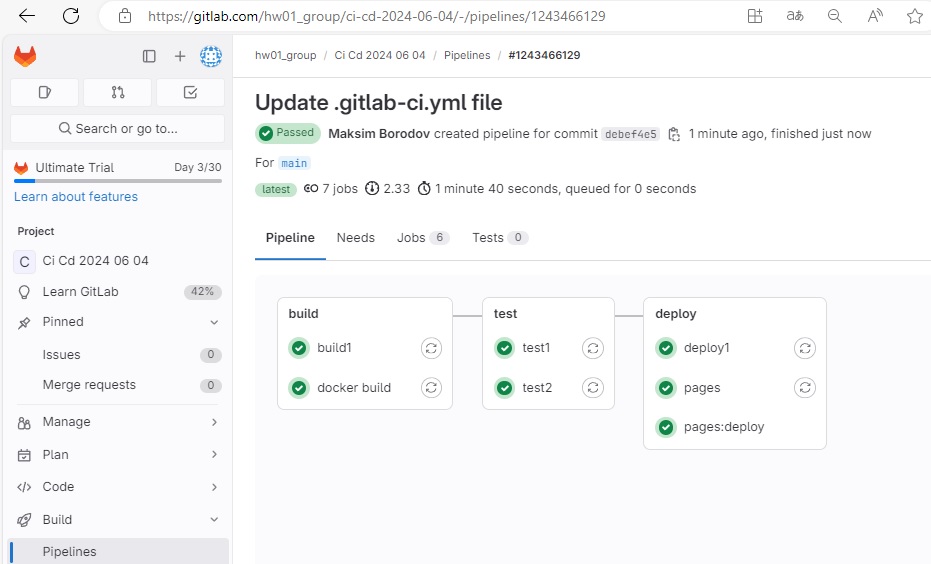 https://gitlab.com/hw01_group/ci-cd-2024-06-04/-/pipelines/1243466129
Search or go to...
Ultimate Trial Day 3/30
Learn about features
Project
C Ci Cd 2024 06 04
Learn GitLab 42%
Pinned
Issues 0
Merge requests 0
Manage
Plan
Code
Build
Pipelines
hw01_group / Ci Cd 2024 06 04 / Pipelines / #1243466129
Update .gitlab-ci.yml file
Passed Maksim Borodov created pipeline for commit debef4e5 1 minute ago, finished just now
For main
latest 7 jobs 2.33 1 minute 40 seconds, queued for 0 seconds
Pipeline Needs Jobs 6 Tests 0
build
build1
docker build
test
test1
test2
deploy
deploy1
pages
pages:deploy